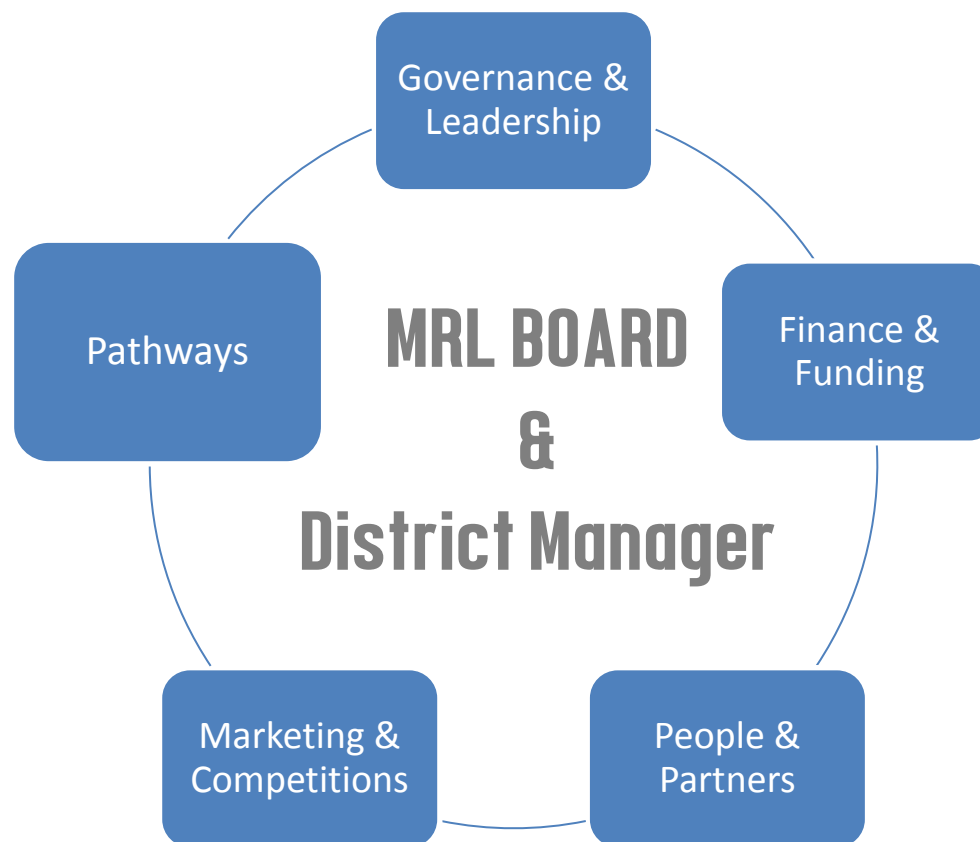 Governance &
Leadership
Finance &
Funding
People &
Partners
Marketing &
Competitions
Pathways
MRL BOARD
&
District Manager